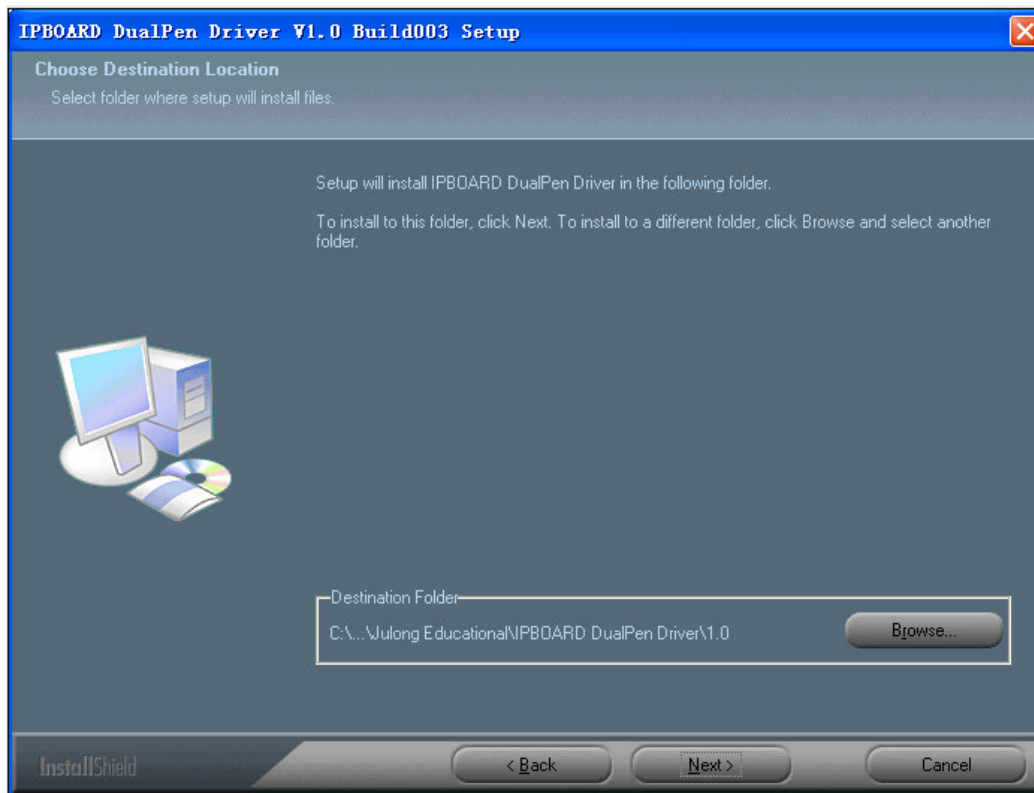 IPBOARD DualPen Driver V1.0 Build003 Setup
Choose Destination Location
Select folder where setup will install files.
Setup will install IPBOARD DualPen Driver in the following folder.
To install to this folder, click Next. To install to a different folder, click Browse and select another
folder.
Destination Folder
C:\...\Julong Educational\IPBOARD DualPen Driver\1.0
Browse...
InstallShield
< Back
Next >
Cancel